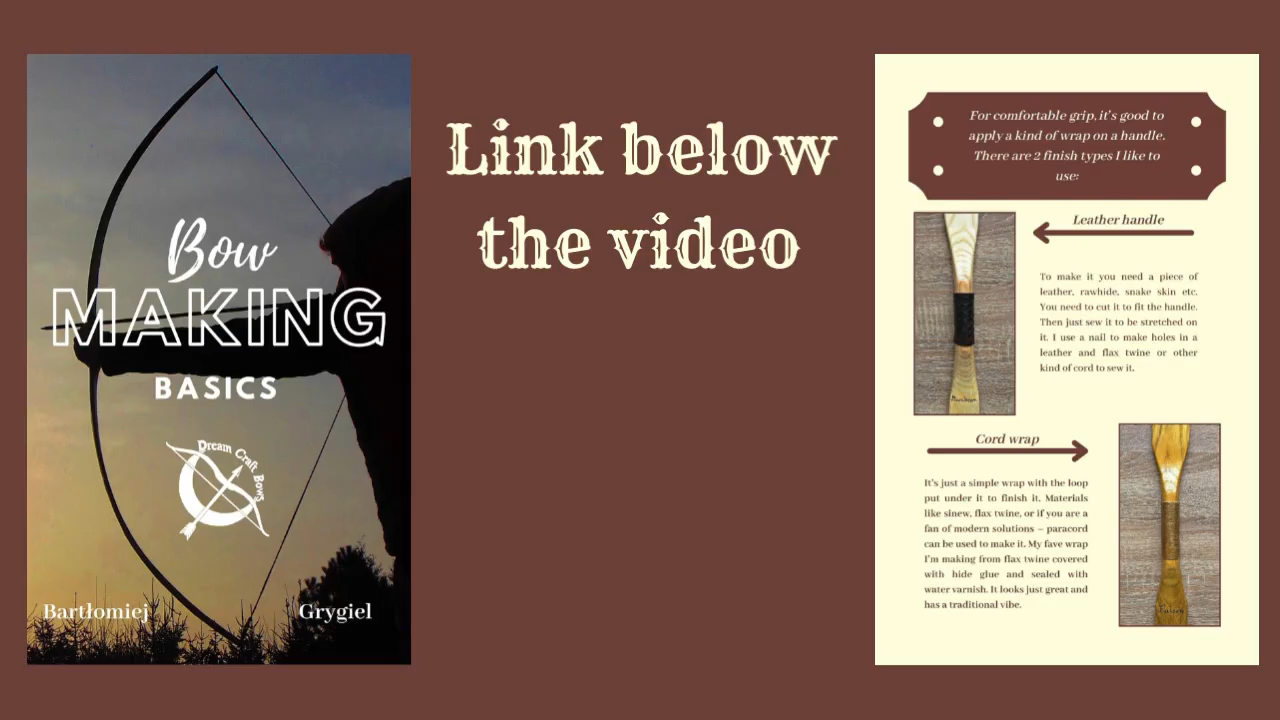 Bow
MAKING
BASICS
Dream Craft Bows
Bartłomiej Grygiel
Link below
the video
For comfortable grip, it's good to
apply a kind of wrap on a handle.
There are 2 finish types I like to
use:
Leather handle
To make it you need a piece of
leather, rawhide, snake skin etc.
You need to cut it to fit the handle.
Then just sew it to be stretched on
it. I use a nail to make holes in a
leather and flax twine or other
kind of cord to sew it.
Cord wrap
It's just a simple wrap with the loop
put under it to finish it. Materials
like sinew, flax twine, or if you are a
fan of modern solutions – paracord
can be used to make it. My fave wrap
I'm making from flax twine covered
with hide glue and sealed with
water varnish. It looks just great and
has a traditional vibe.